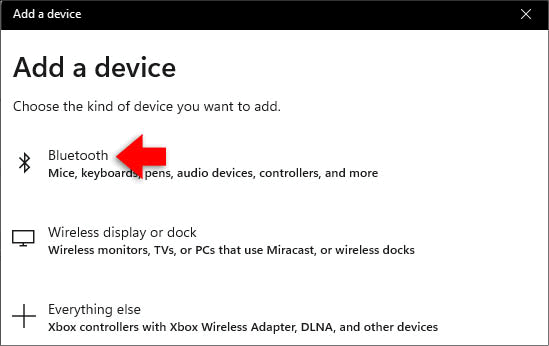 Add a device
Add a device
Choose the kind of device you want to add.
Bluetooth
Mice, keyboards, pens, audio devices, controllers, and more
Wireless display or dock
Wireless monitors, TVs, or PCs that use Miracast, or wireless docks
Everything else
Xbox controllers with Xbox Wireless Adapter, DLNA, and other devices